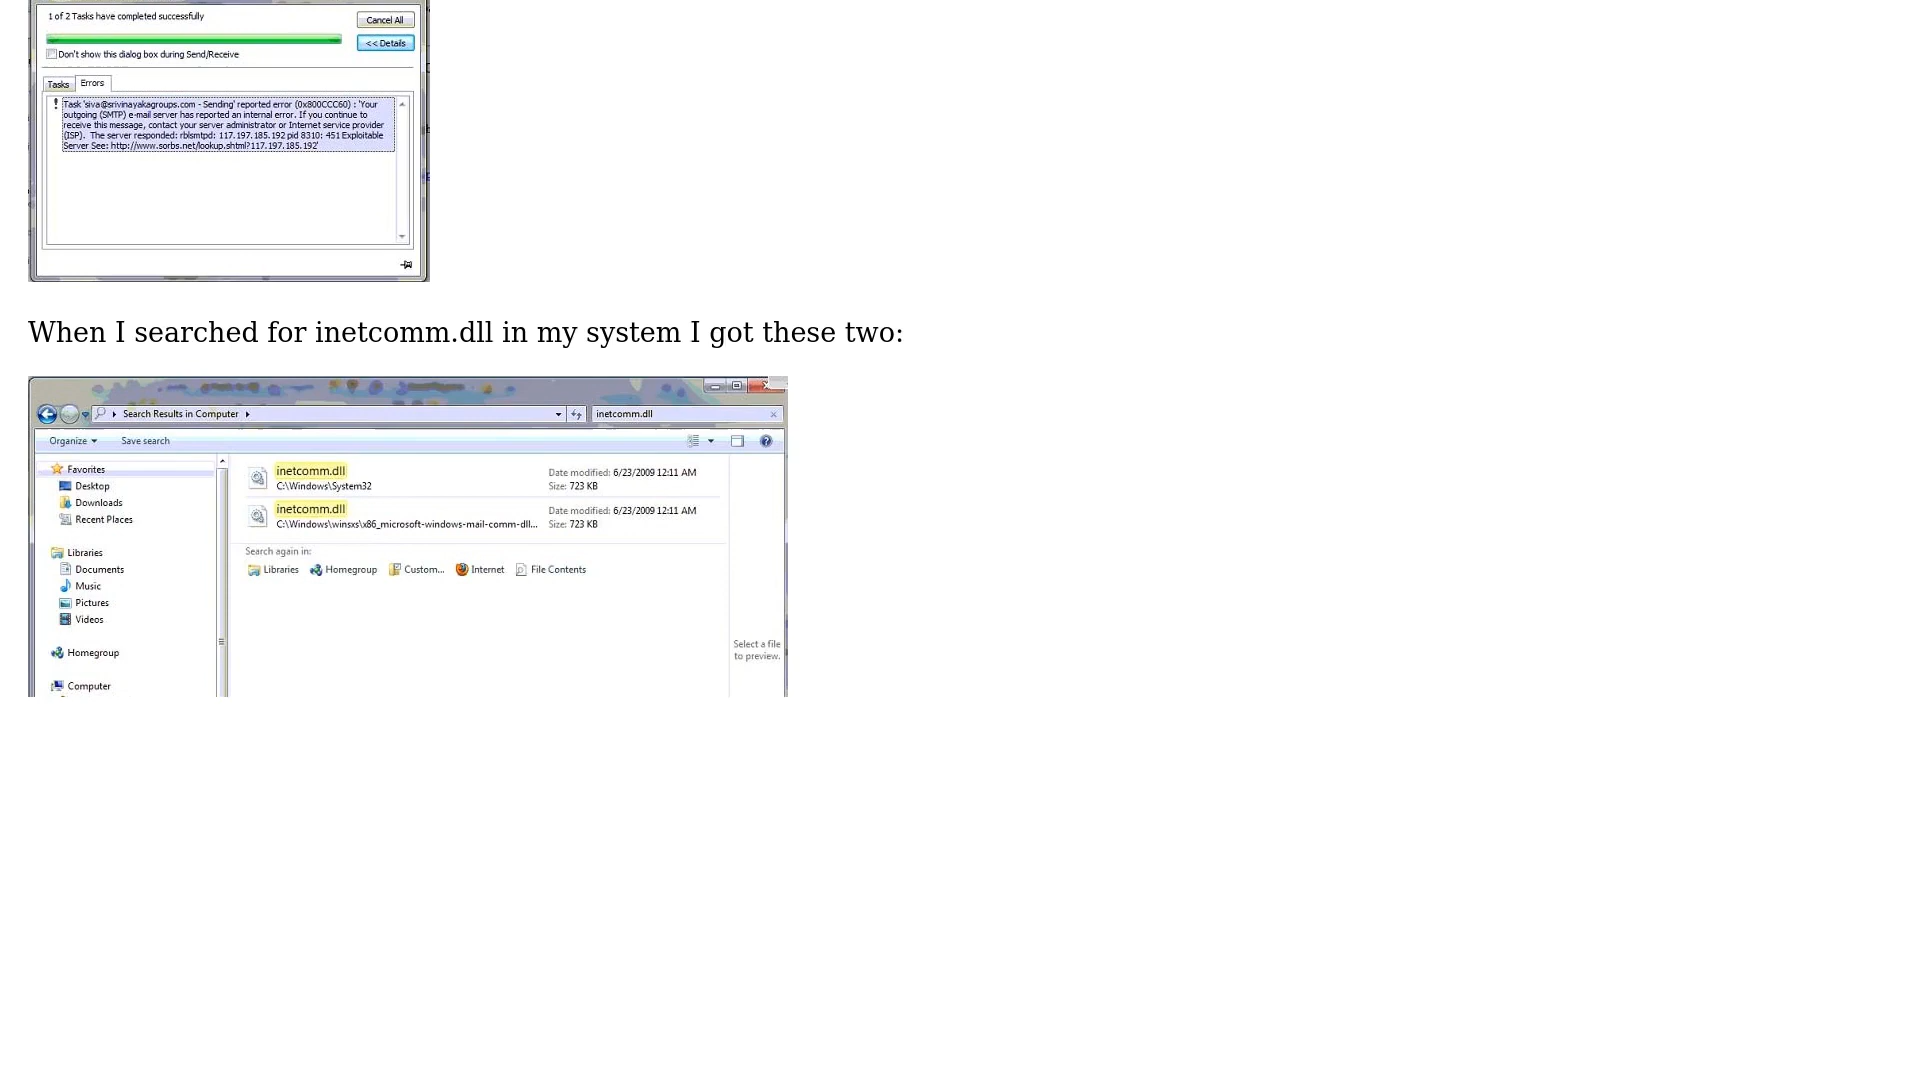 1 of 2 Tasks have completed successfully
Cancel All
<< Details
Don't show this dialog box during Send/Receive
Tasks
Errors
Task 'siva@srivinayakagroups.com - Sending' reported error (0x800CCC60) : 'Your
outgoing (SMTP) e-mail server has reported an internal error. If you continue to
receive this message, contact your server administrator or Internet service provider
(ISP). The server responded: rblsmtpd: 117.197.185.192 pid 8310: 451 Exploitable
Server See: http://www.sorbs.net/lookup.shtml?117.197.185.192'
When I searched for inetcomm.dll in my system I got these two:
Search Results in Computer
inetcomm.dll
Organize
Save search
Favorites
Desktop
Downloads
Recent Places
Libraries
Documents
Music
Pictures
Videos
Homegroup
Computer
inetcomm.dll
Date modified: 6/23/2009 12:11 AM
C:\Windows\System32
Size: 723 KB
inetcomm.dll
Date modified: 6/23/2009 12:11 AM
C:\Windows\winsxs\x86_microsoft-windows-mail-comm-dll...
Size: 723 KB
Search again in:
Libraries
Homegroup
Custom...
Internet
File Contents
Select a file
to preview.